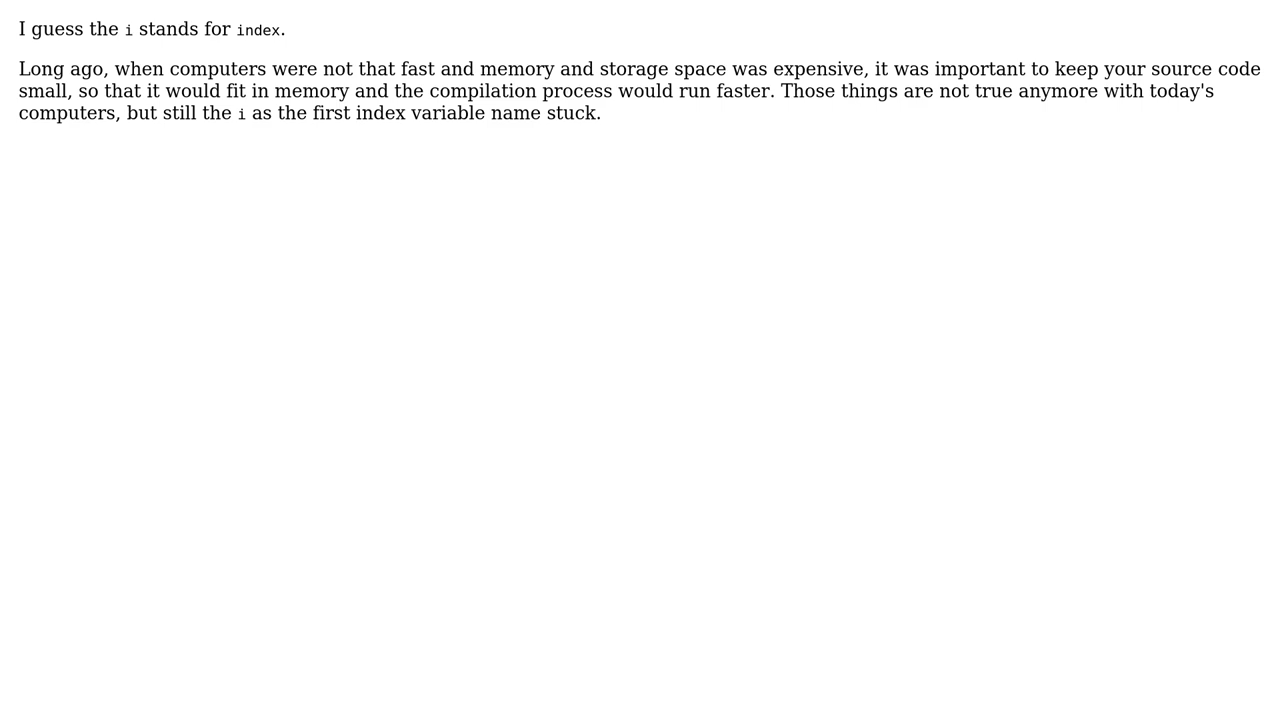 I guess the i stands for index.
Long ago, when computers were not that fast and memory and storage space was expensive, it was important to keep your source code
small, so that it would fit in memory and the compilation process would run faster. Those things are not true anymore with today's
computers, but still the i as the first index variable name stuck.